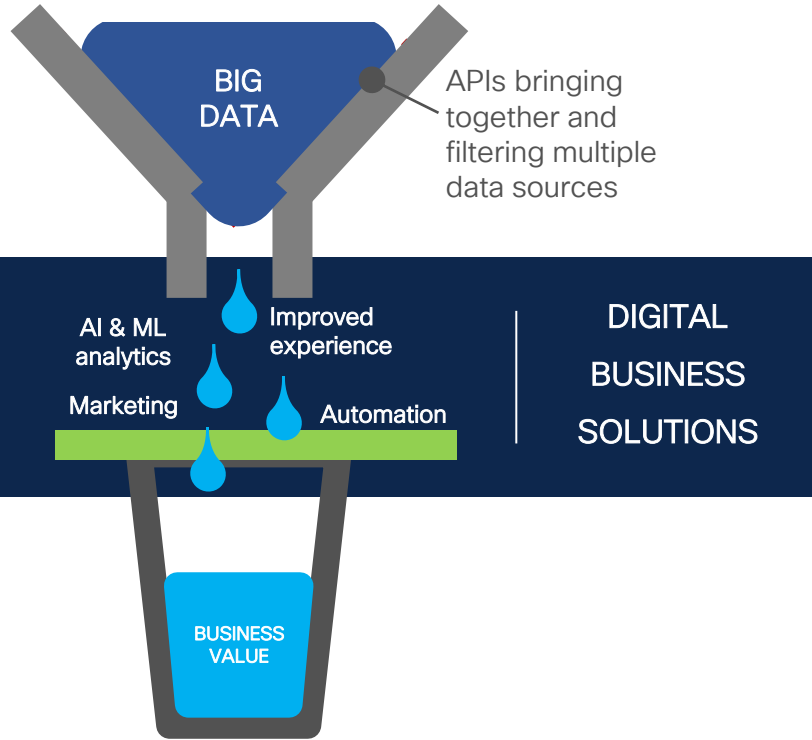 BIG
DATA
APIs bringing
together and
filtering multiple
data sources
AI & ML
analytics
Improved
experience
Marketing
Automation
DIGITAL
BUSINESS
SOLUTIONS
BUSINESS
VALUE